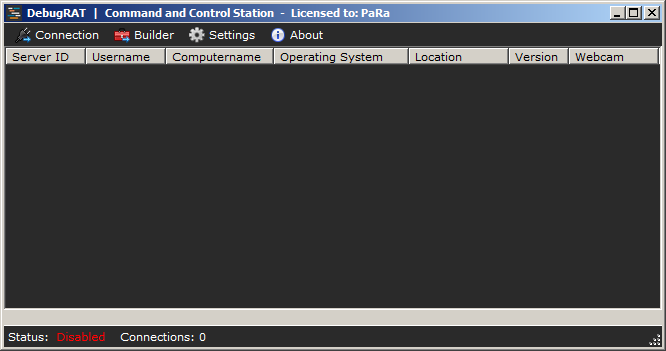 DebugRAT | Command and Control Station - Licensed to: PaRa
Connection Builder Settings About
Server ID Username Computername Operating System Location Version Webcam
Status: Disabled Connections: 0